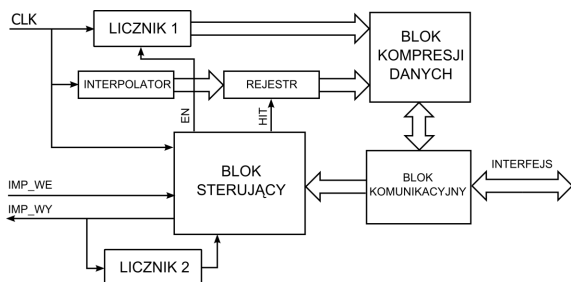 CLK
LICZNIK 1
BLOK
KOMPRESJI
DANYCH
INTERPOLATOR
REJESTR
EN
HIT
BLOK
STERUJĄCY
BLOK
KOMUNIKACYJNY
INTERFEJS
IMP_WE
IMP_WY
LICZNIK 2